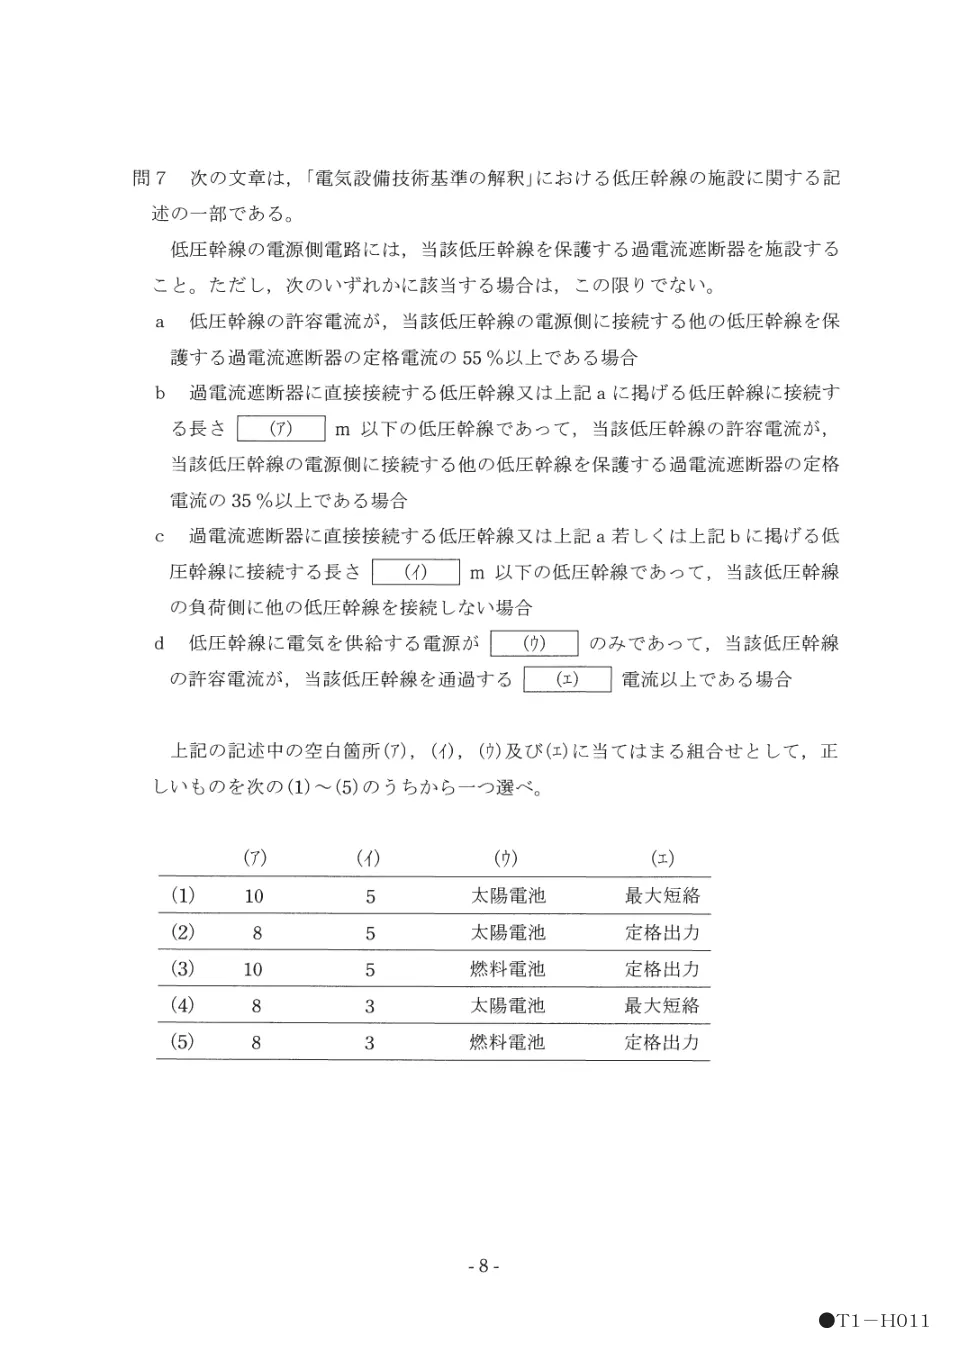 問7 次の文章は,「電気設備技術基準の解釈」における低圧幹線の施設に関する記
述の一部である。
低圧幹線の電源側電路には,当該低圧幹線を保護する過電流遮断器を施設する
こと。ただし,次のいずれかに該当する場合は,この限りでない。
a 低圧幹線の許容電流が,当該低圧幹線の電源側に接続する他の低圧幹線を保
護する過電流遮断器の定格電流の 55 %以上である場合
b 過電流遮断器に直接接続する低圧幹線又は上記 a に掲げる低圧幹線に接続す
る長さ (ア) m 以下の低圧幹線であって,当該低圧幹線の許容電流が,
当該低圧幹線の電源側に接続する他の低圧幹線を保護する過電流遮断器の定格
電流の 35 %以上である場合
c 過電流遮断器に直接接続する低圧幹線又は上記 a 若しくは上記 b に掲げる低
圧幹線に接続する長さ (イ) m 以下の低圧幹線であって,当該低圧幹線
の負荷側に他の低圧幹線を接続しない場合
d 低圧幹線に電気を供給する電源が (ウ) のみであって,当該低圧幹線
の許容電流が,当該低圧幹線を通過する (エ) 電流以上である場合
上記の記述中の空白箇所(ア),(イ),(ウ)及び(エ)に当てはまる組合せとして,正
しいものを次の(1)~(5)のうちから一つ選べ。
(ア) (イ) (ウ) (エ)
(1) 10 5 太陽電池 最大短絡
(2) 8 5 太陽電池 定格出力
(3) 10 5 燃料電池 定格出力
(4) 8 3 太陽電池 最大短絡
(5) 8 3 燃料電池 定格出力
- 8 -
●T1-H011